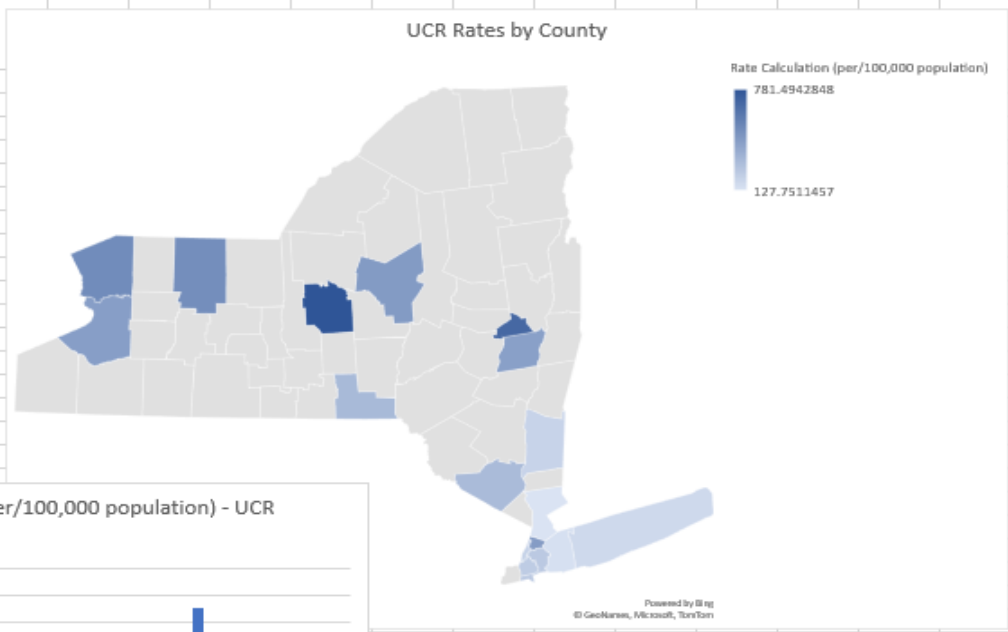 UCR Rates by County
Rate Calculation (per/100,000 population)
781.4942848
127.7511457
er/100,000 population) - UCR
Powered by Bing
© GeoNames, Microsoft, TomTom